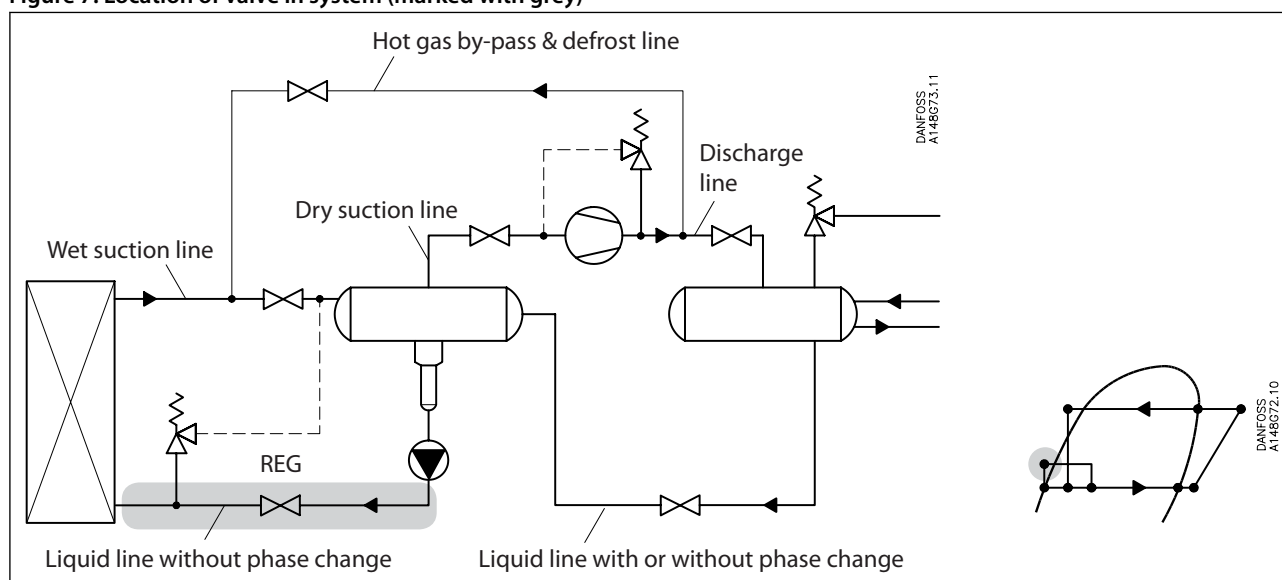 Figure 7: Location of valve in system (marked with grey)
Hot gas by-pass & defrost line
DANFOSS
A148G73.11
Discharge
line
Dry suction line
Wet suction line
REG
DANFOSS
A148G72.10
Liquid line without phase change
Liquid line with or without phase change